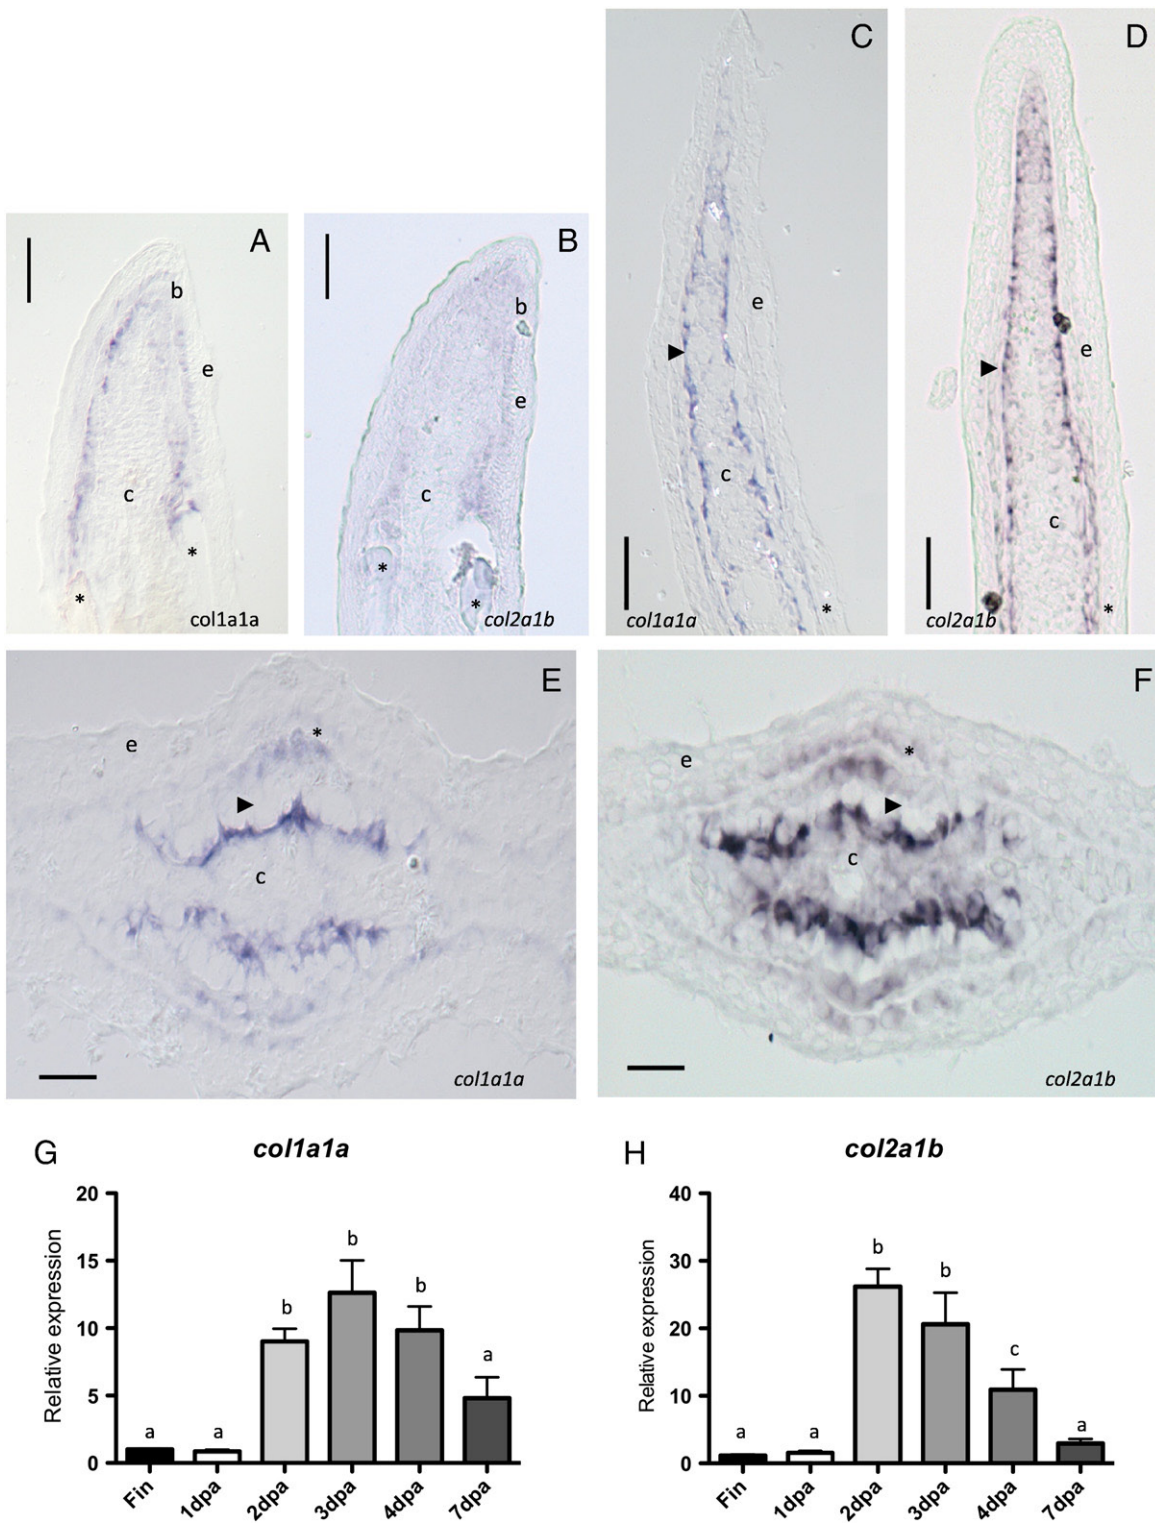 A
b
e
c
*
*
col1a1a
B
b
e
c
*
*
col2a1b
C
e
c
*
col1a1a
D
e
c
*
col2a1b
E
e
*
c
col1a1a
F
e
*
c
col2a1b
G
col1a1a
Relative expression
20
15
10
5
0
a
a
b
b
b
a
Fin
1dpa
2dpa
3dpa
4dpa
7dpa
H
col2a1b
Relative expression
40
30
20
10
0
a
a
b
b
c
a
Fin
1dpa
2dpa
3dpa
4dpa
7dpa